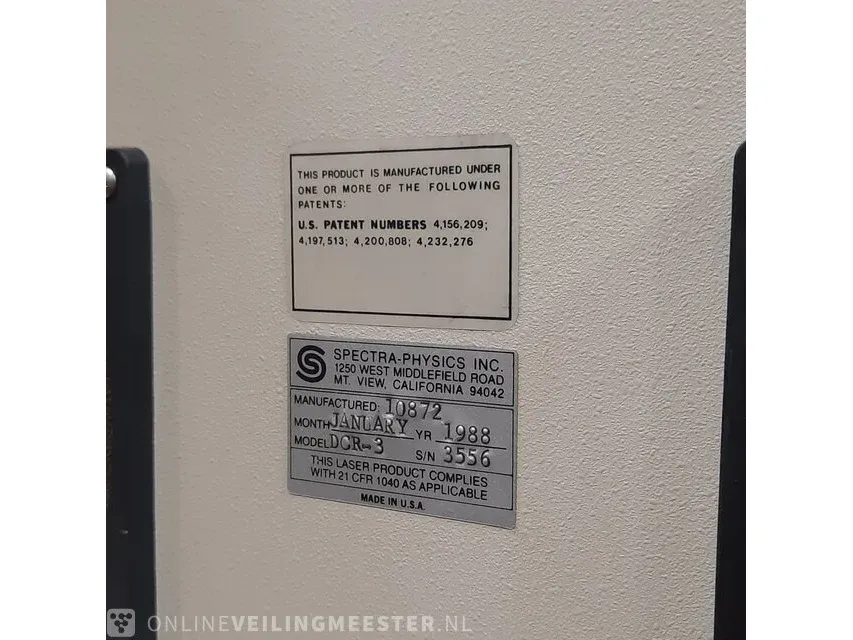 THIS PRODUCT IS MANUFACTURED UNDER
ONE OR MORE OF THE FOLLOWING
PATENTS:
U.S. PATENT NUMBERS 4,156,209;
4,197,513; 4,200,808; 4,232,276
SPECTRA-PHYSICS INC.
1250 WEST MIDDLEFIELD ROAD
MT. VIEW, CALIFORNIA 94042
MANUFACTURED: 10872
MONTH JANUARY YR 1988
MODEL DCR-3 S/N 3556
THIS LASER PRODUCT COMPLIES
WITH 21 CFR 1040 AS APPLICABLE
MADE IN U.S.A.
ONLINEVEILINGMEESTER.NL